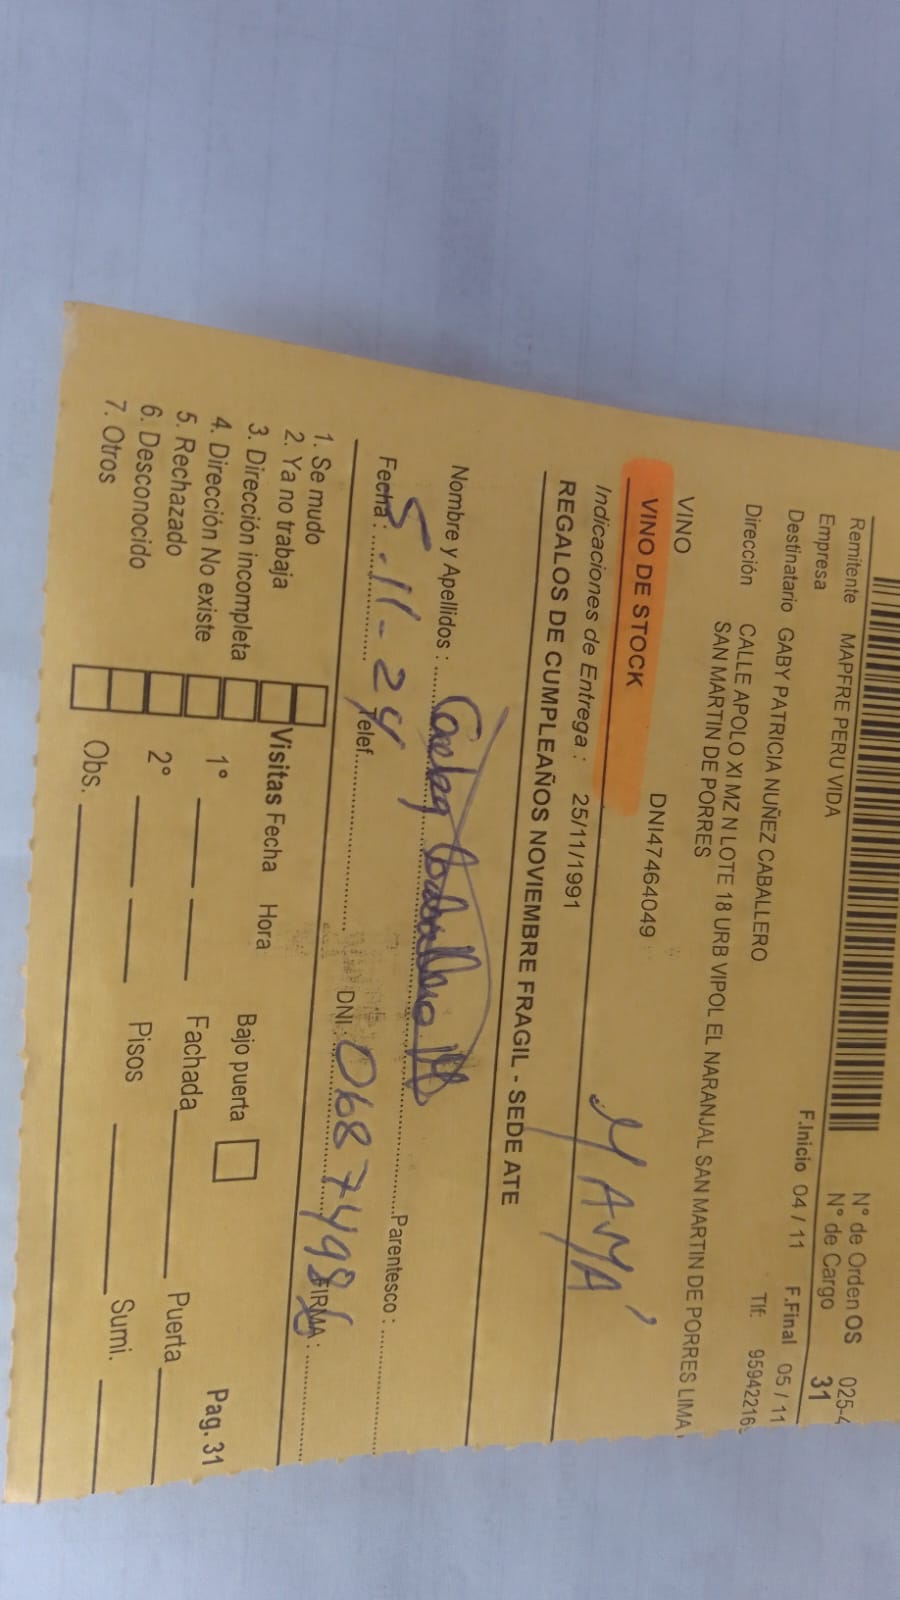 Remitente MAPFRE PERU VIDA N° de Orden OS 025-4
Empresa N° de Cargo 31
Destinatario GABY PATRICIA NUÑEZ CABALLERO F.Inicio 04 / 11 F.Final 05 / 11
Dirección CALLE APOLO XI MZ N LOTE 18 URB VIPOL EL NARANJAL SAN MARTIN DE PORRES LIMA Tlf: 9594216
SAN MARTIN DE PORRES
VINO DNI47464049
VINO DE STOCK
Indicaciones de Entrega : 25/11/1991 MAMÁ
REGALOS DE CUMPLEAÑOS NOVIEMBRE FRAGIL - SEDE ATE
Nombre y Apellidos : Parentesco :
Fecha : 5.11-24 Telef. DNI : 06874986 FIRMA :
1. Se mudo
2. Ya no trabaja
3. Dirección incompleta
4. Dirección No existe
5. Rechazado
6. Desconocido
7. Otros
Visitas Fecha Hora Bajo puerta Pag. 31
1° Fachada Puerta
2° Pisos Sumi.
Obs.